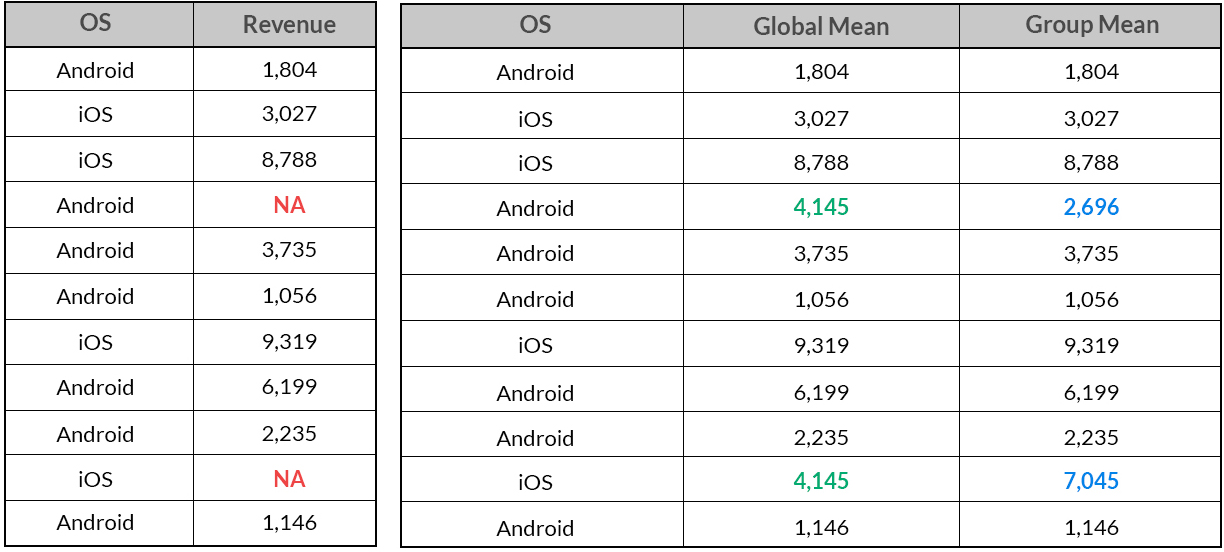 OS Revenue
Android 1,804
iOS 3,027
iOS 8,788
Android NA
Android 3,735
Android 1,056
iOS 9,319
Android 6,199
Android 2,235
iOS NA
Android 1,146
OS Global Mean Group Mean
Android 1,804 1,804
iOS 3,027 3,027
iOS 8,788 8,788
Android 4,145 2,696
Android 3,735 3,735
Android 1,056 1,056
iOS 9,319 9,319
Android 6,199 6,199
Android 2,235 2,235
iOS 4,145 7,045
Android 1,146 1,146